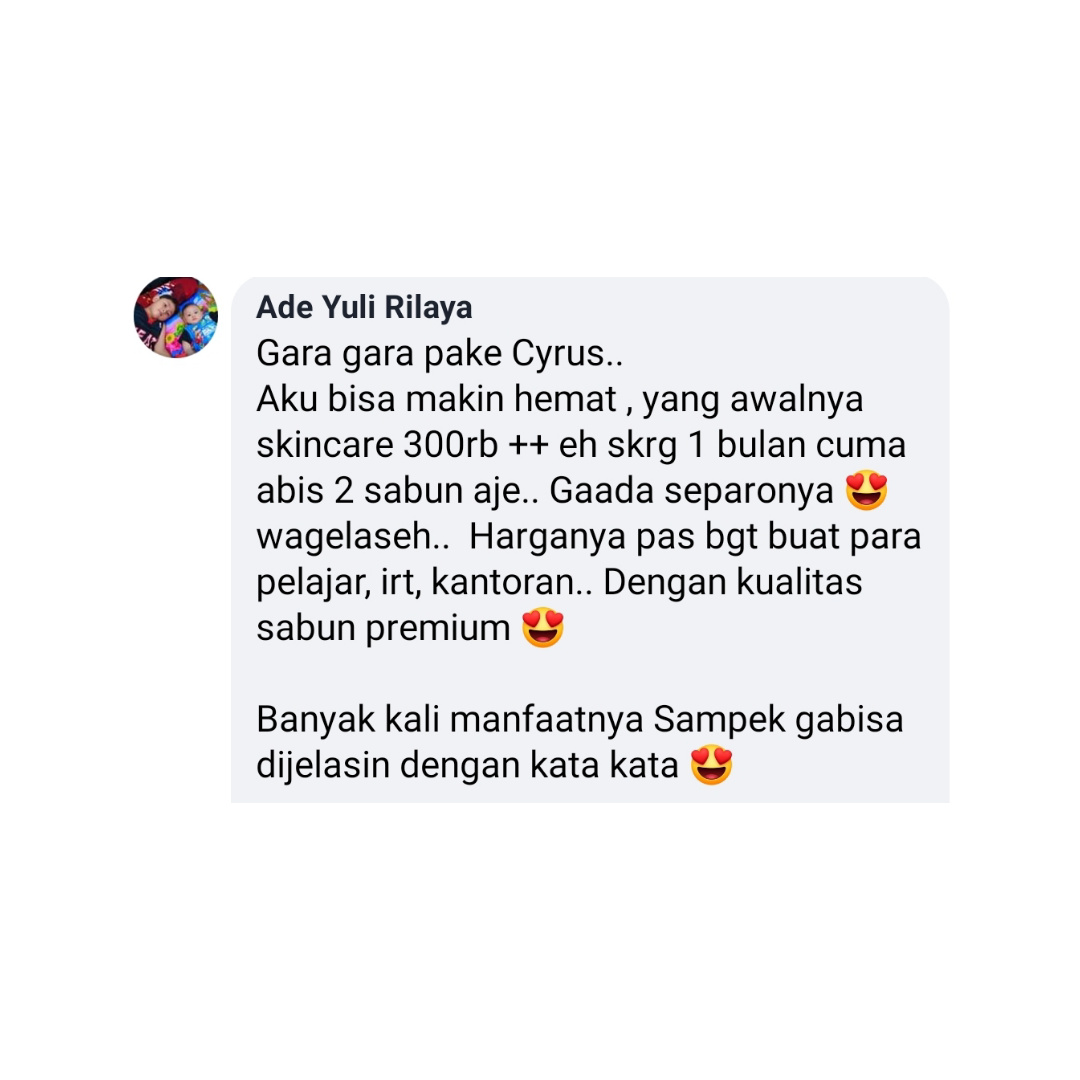 Ade Yuli Rilaya
Gara gara pake Cyrus..
Aku bisa makin hemat , yang awalnya
skincare 300rb ++ eh skrg 1 bulan cuma
abis 2 sabun aje.. Gaada separonya 😍
wagelaseh..  Harganya pas bgt buat para
pelajar, irt, kantoran.. Dengan kualitas
sabun premium 😍
Banyak kali manfaatnya Sampek gabisa
dijelasin dengan kata kata 😍